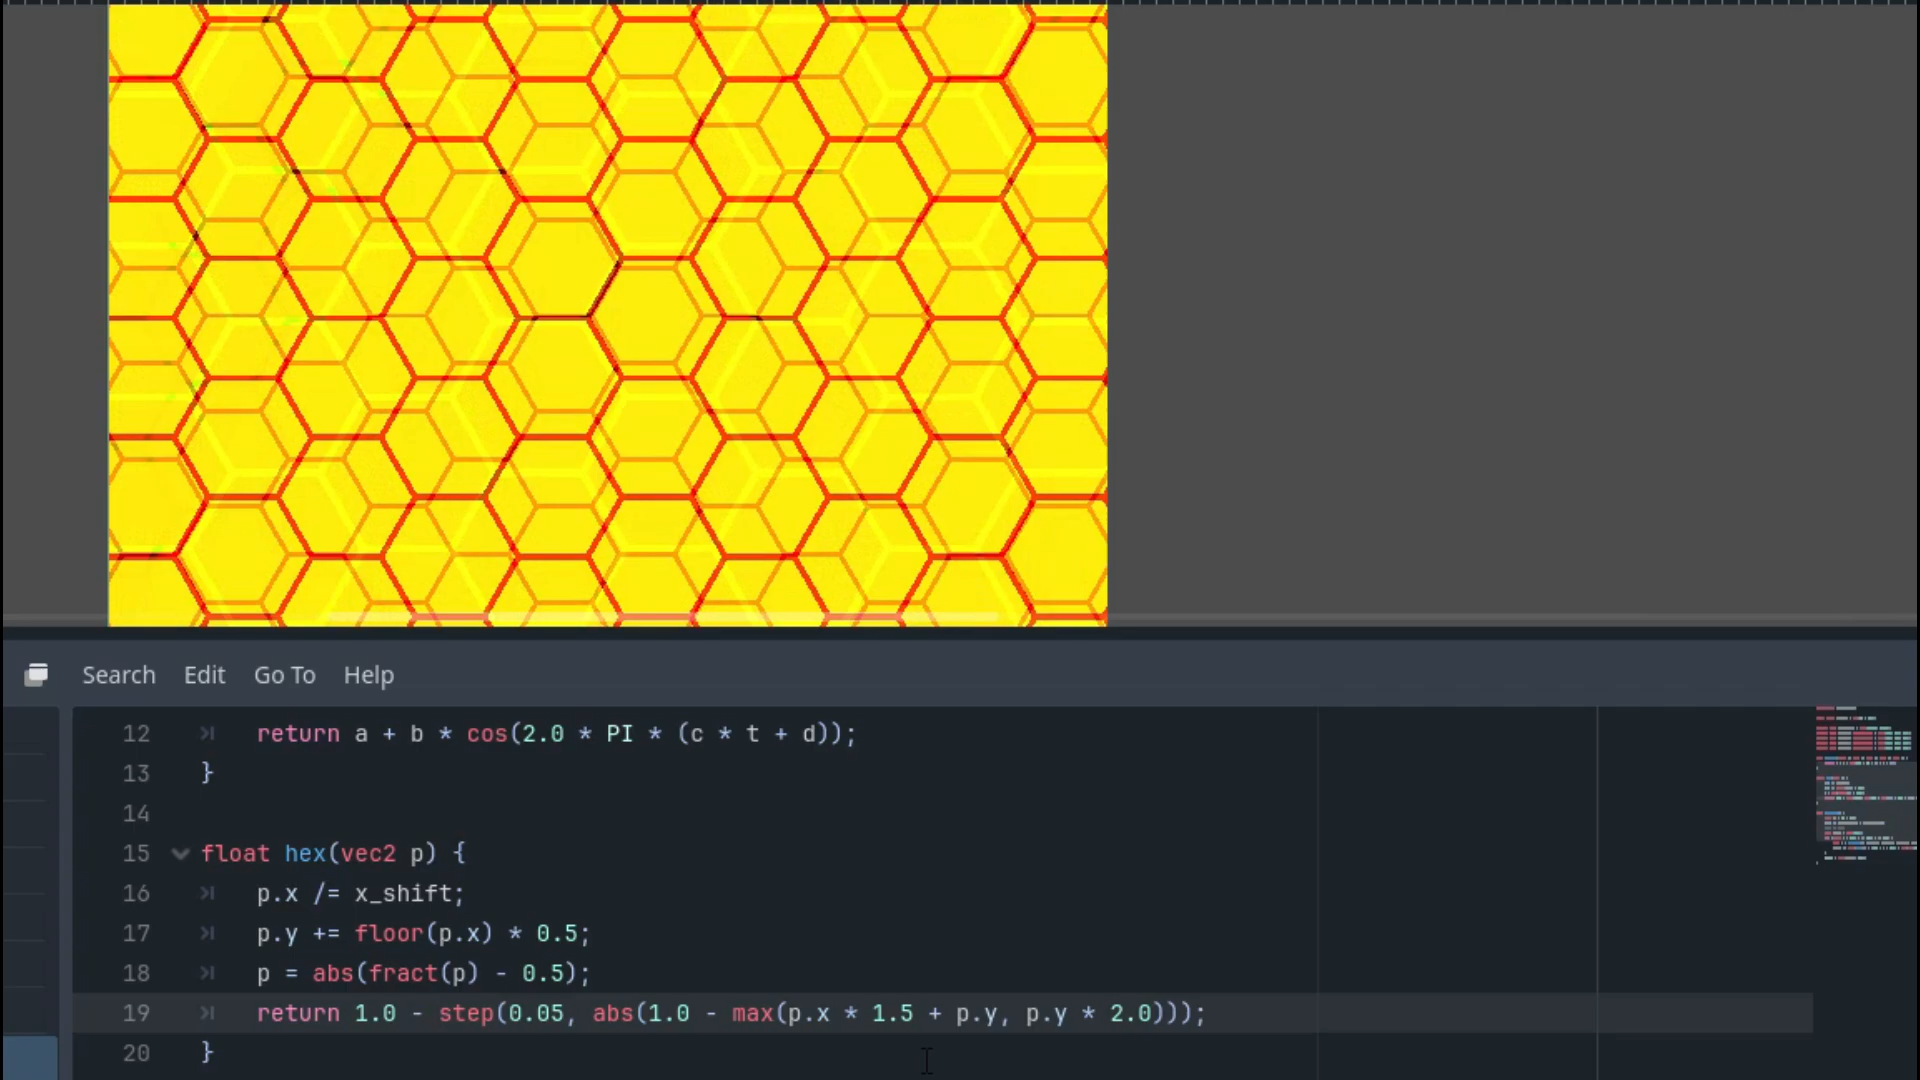 Search Edit Go To Help
12 return a + b * cos(2.0 * PI * (c * t + d));
13 }
14
15 float hex(vec2 p) {
16 p.x /= x_shift;
17 p.y += floor(p.x) * 0.5;
18 p = abs(fract(p) - 0.5);
19 return 1.0 - step(0.05, abs(1.0 - max(p.x * 1.5 + p.y, p.y * 2.0)));
20 }